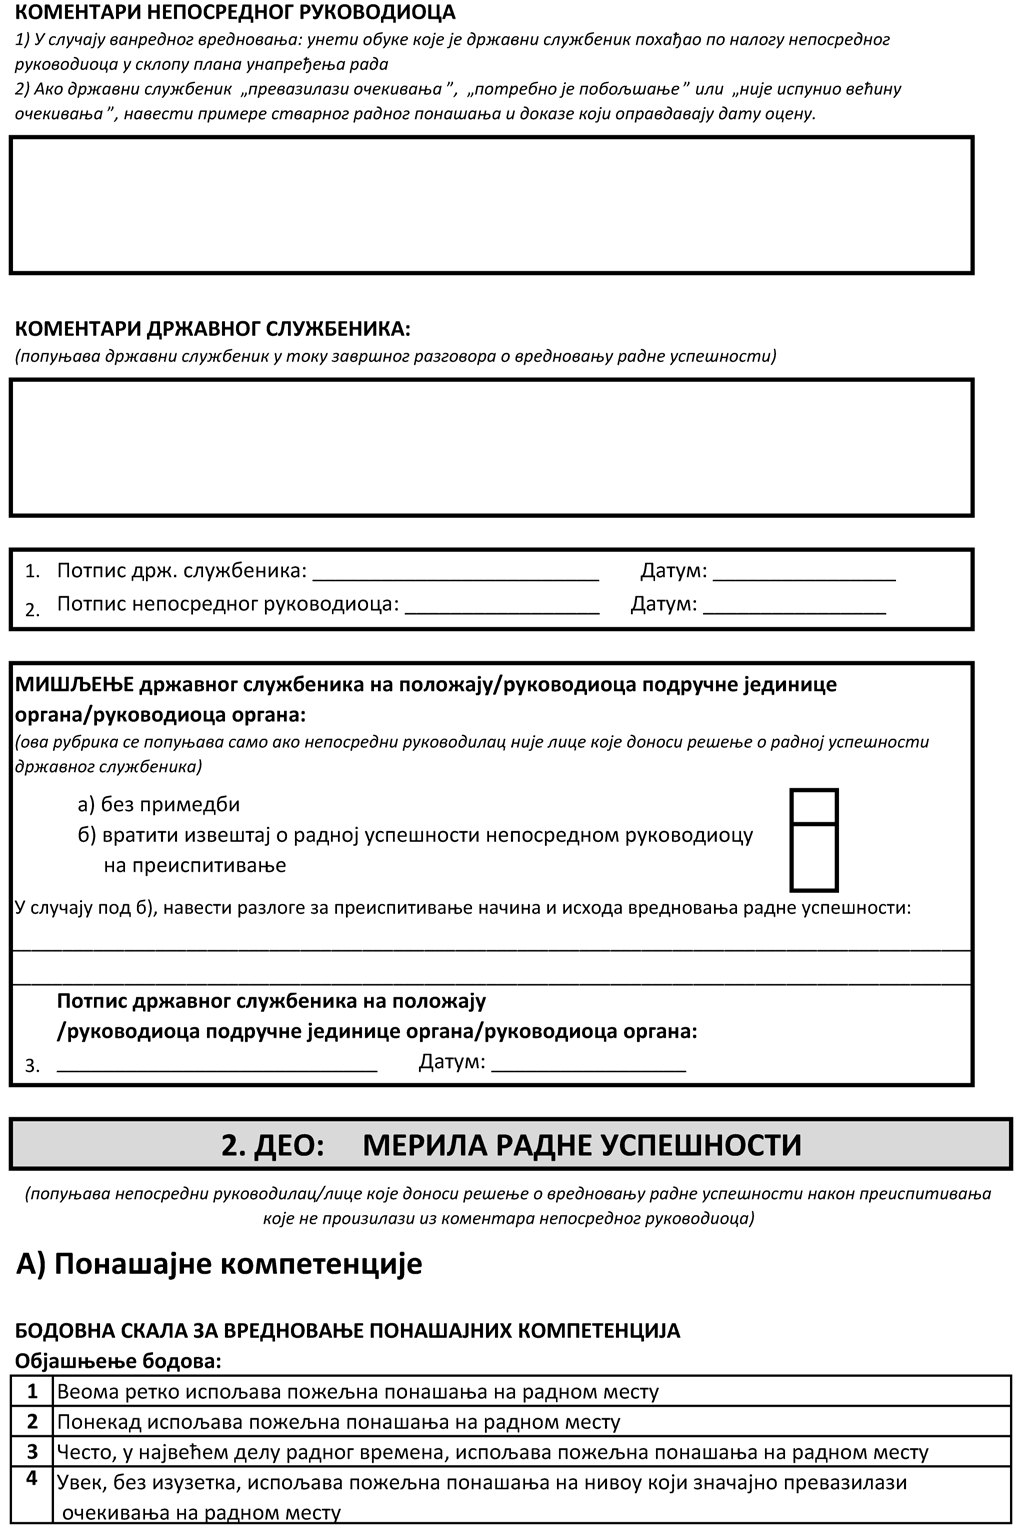 КОМЕНТАРИ НЕПОСРЕДНОГ РУКОВОДИОЦА
1) У случају ванредног вредновања: унети обуке које је државни службеник похађао по налогу непосредног
руководиоца у склопу плана унапређења рада
2) Ако државни службеник „превазилази очекивања”, „потребно је побољшање” или „није испунио већину
очекивања”, навести примере стварног радног понашања и доказе који оправдавају дату оцену.
КОМЕНТАРИ ДРЖАВНОГ СЛУЖБЕНИКА:
(попуњава државни службеник у току завршног разговора о вредновању радне успешности)
1. Потпис држ. службеника: __________________________ Датум: ________________
2. Потпис непосредног руководиоца: _________________ Датум: ________________
МИШЉЕЊЕ државног службеника на положају/руководиоца подручне јединице
органа/руководиоца органа:
(ова рубрика се попуњава само ако непосредни руководилац није лице које доноси решење о радној успешности
државног службеника)
а) без примедби
б) вратити извештај о радној успешности непосредном руководиоцу
на преиспитивање
У случају под б), навести разлоге за преиспитивање начина и исхода вредновања радне успешности:
Потпис државног службеника на положају
/руководиоца подручне јединице органа/руководиоца органа:
3. ____________________________ Датум: _________________
2. ДЕО: МЕРИЛА РАДНЕ УСПЕШНОСТИ
(попуњава непосредни руководилац/лице које доноси решење о вредновању радне успешности након преиспитивања
које не произилази из коментара непосредног руководиоца)
А) Понашајне компетенције
БОДОВНА СКАЛА ЗА ВРЕДНОВАЊЕ ПОНАШАЈНИХ КОМПЕТЕНЦИЈА
Објашњење бодова:
1 Веома ретко испољава пожељна понашања на радном месту
2 Понекад испољава пожељна понашања на радном месту
3 Често, у највећем делу радног времена, испољава пожељна понашања на радном месту
4 Увек, без изузетка, испољава пожељна понашања на нивоу који значајно превазилази
очекивања на радном месту